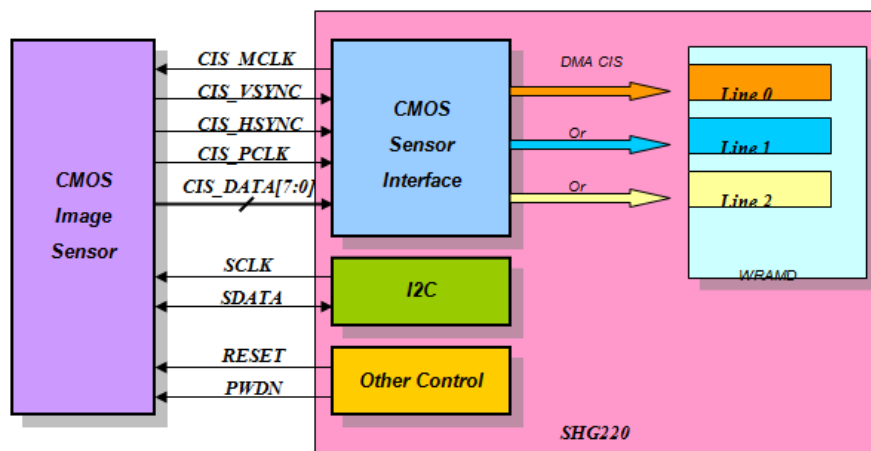 CMOS
Image
Sensor
CIS_MCLK
CIS_VSYNC
CIS_HSYNC
CIS_PCLK
CIS_DATA[7:0]
SCLK
SDATA
RESET
PWDN
CMOS
Sensor
Interface
I2C
Other Control
DMA CIS
Or
Or
Line 0
Line 1
Line 2
WRAMD
SHG220